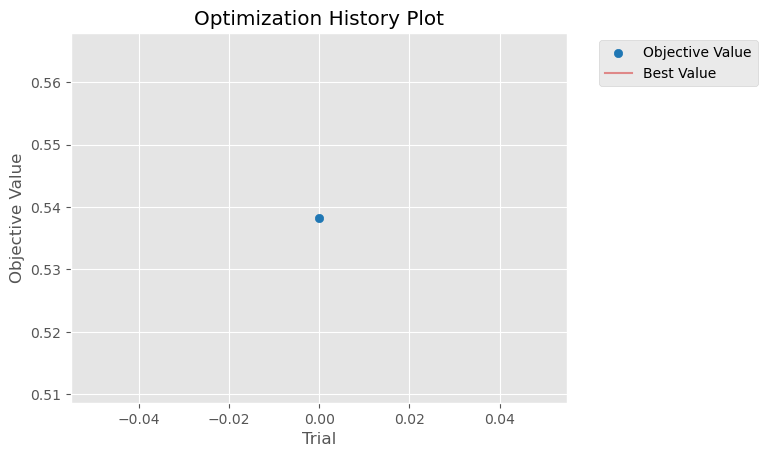 Optimization History Plot
Objective Value
Best Value
Objective Value
0.56
0.55
0.54
0.53
0.52
0.51
−0.04
−0.02
0.00
0.02
0.04
Trial